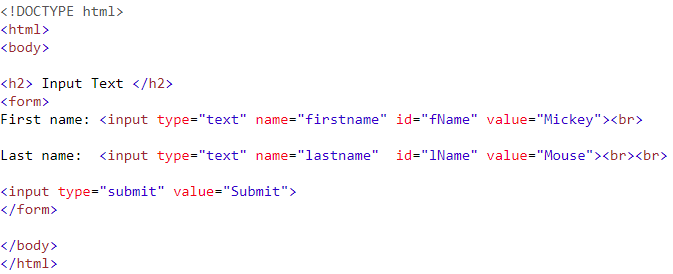 <!DOCTYPE html>
<html>
<body>
<h2> Input Text </h2>
<form>
First name: <input type="text" name="firstname" id="fName" value="Mickey"><br>
Last name:  <input type="text" name="lastname"  id="lName" value="Mouse"><br><br>
<input type="submit" value="Submit">
</form>
</body>
</html>